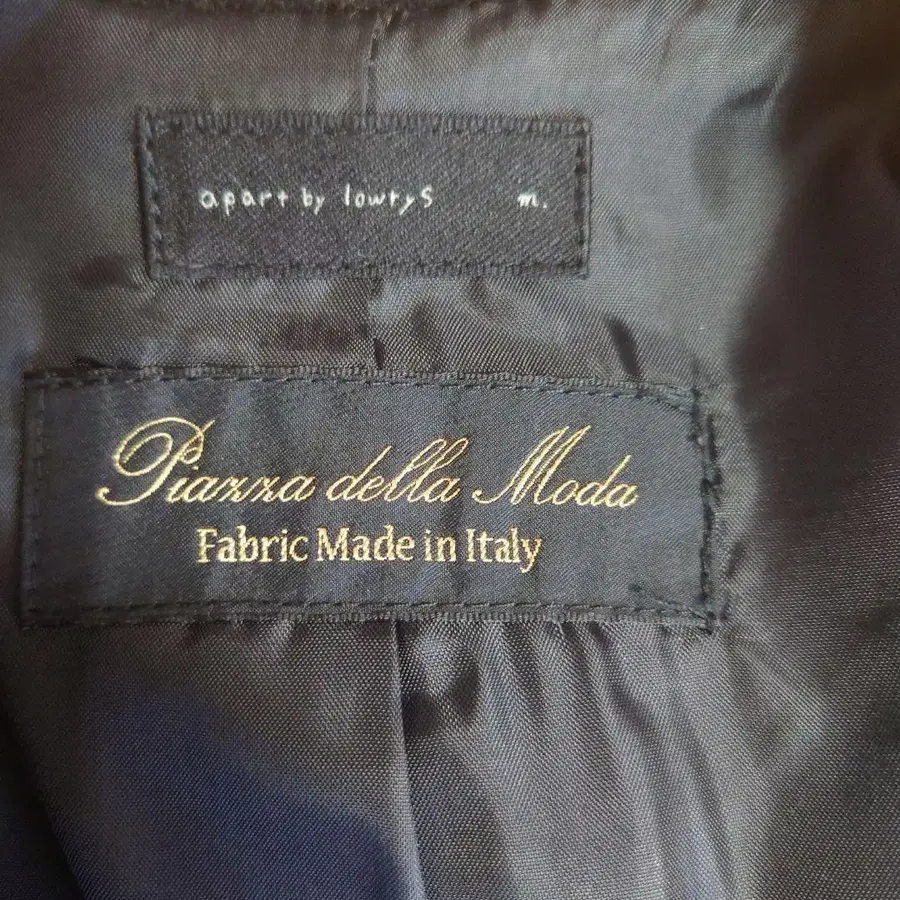 apart by lowrys m.
Piazza della Moda
Fabric Made in Italy